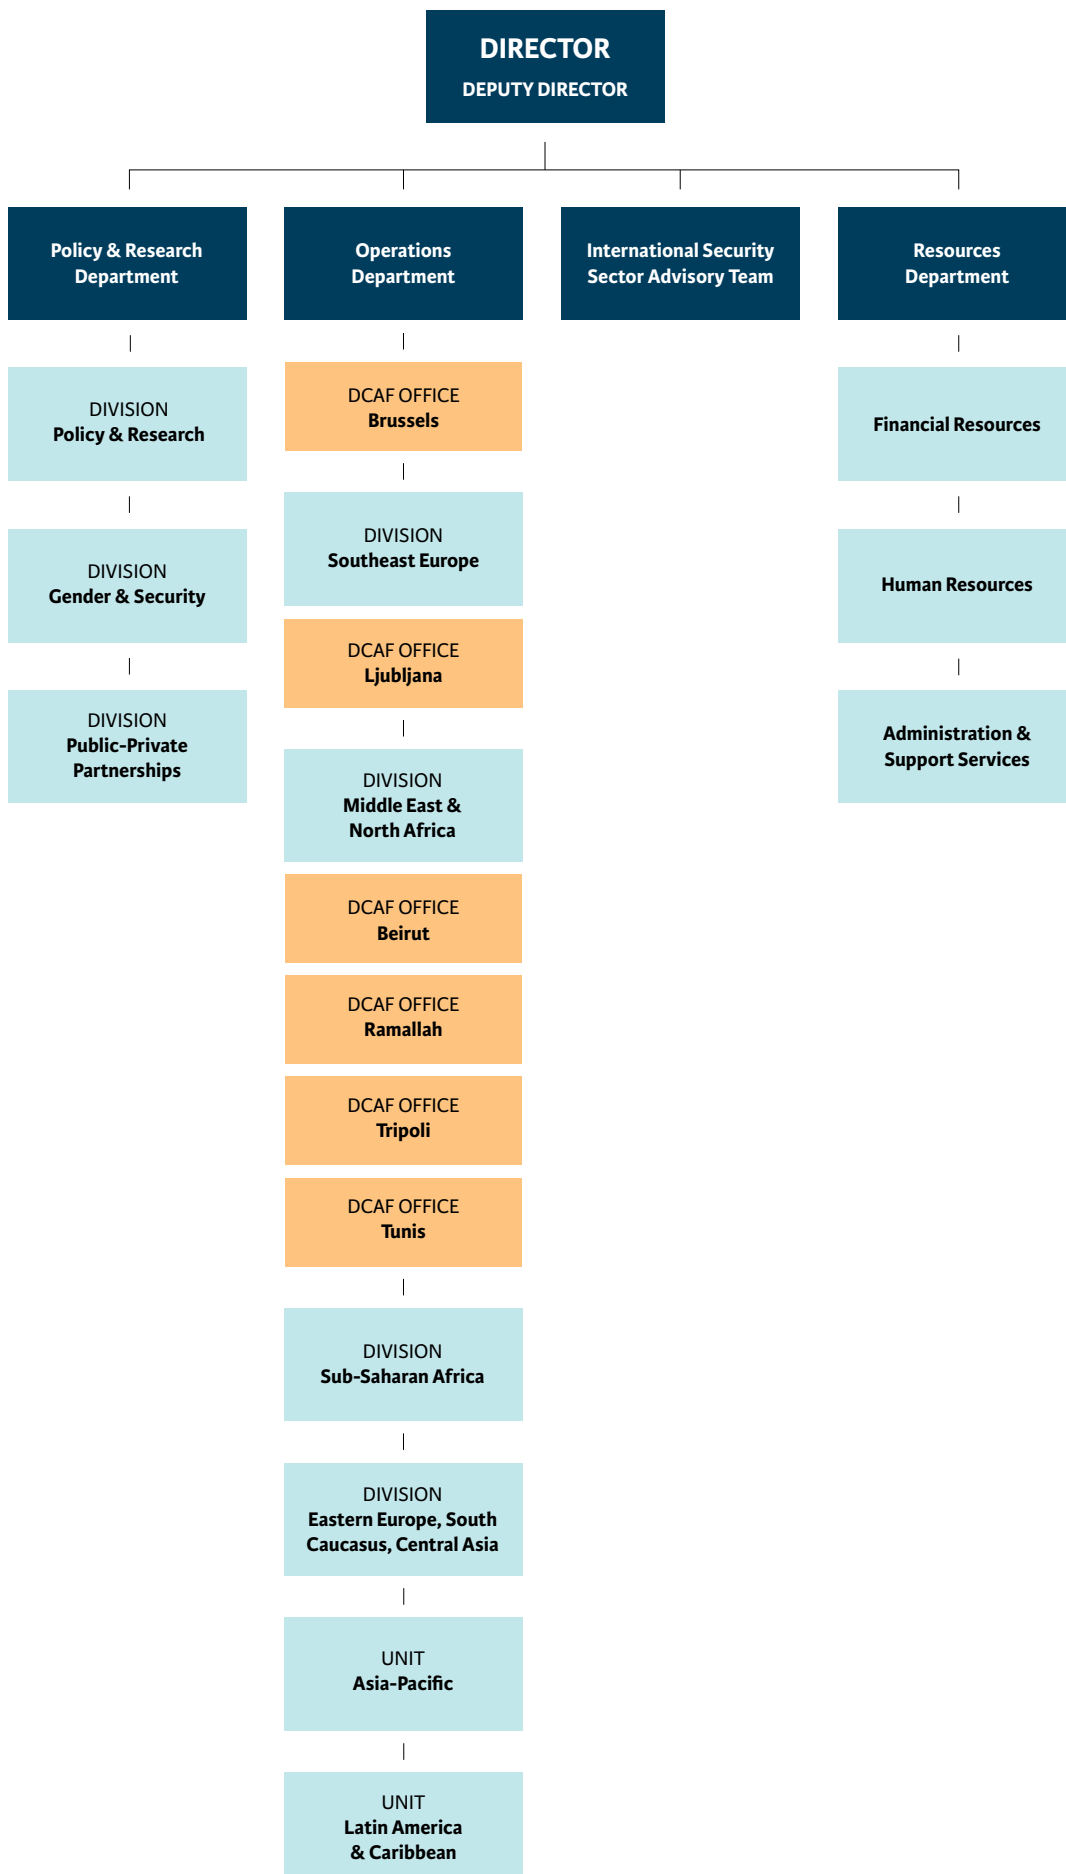 DIRECTOR
DEPUTY DIRECTOR
Policy & Research
Department
Operations
Department
International Security
Sector Advisory Team
Resources
Department
DIVISION
Policy & Research
DIVISION
Gender & Security
DIVISION
Public-Private
Partnerships
DCAF OFFICE
Brussels
DIVISION
Southeast Europe
DCAF OFFICE
Ljubljana
DIVISION
Middle East &
North Africa
DCAF OFFICE
Beirut
DCAF OFFICE
Ramallah
DCAF OFFICE
Tripoli
DCAF OFFICE
Tunis
DIVISION
Sub-Saharan Africa
DIVISION
Eastern Europe, South
Caucasus, Central Asia
UNIT
Asia-Pacific
UNIT
Latin America
& Caribbean
Financial Resources
Human Resources
Administration &
Support Services